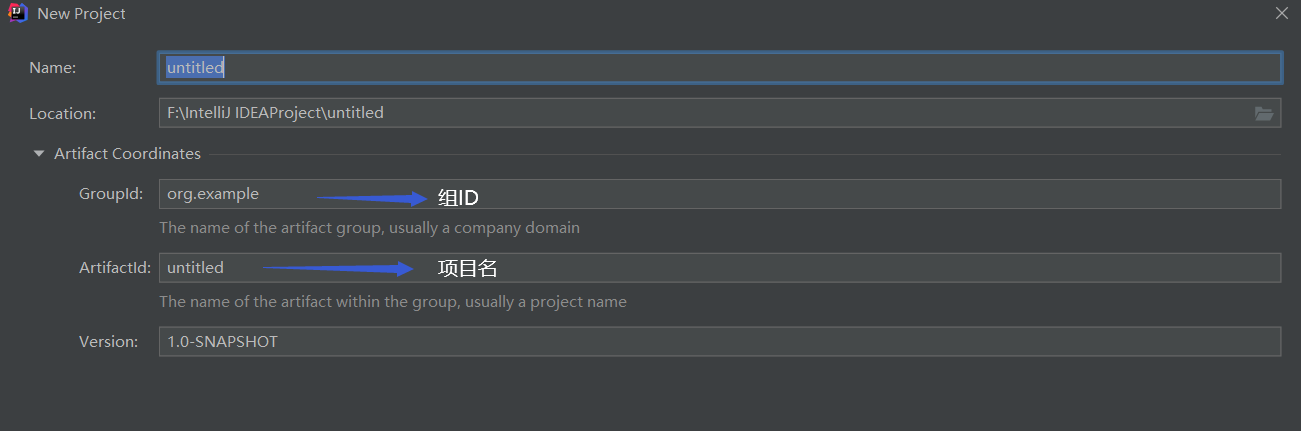 New Project
Name: untitled
Location: F:\IntelliJ IDEAProject\untitled
Artifact Coordinates
GroupId: org.example 组ID
The name of the artifact group, usually a company domain
ArtifactId: untitled 项目名
The name of the artifact within the group, usually a project name
Version: 1.0-SNAPSHOT